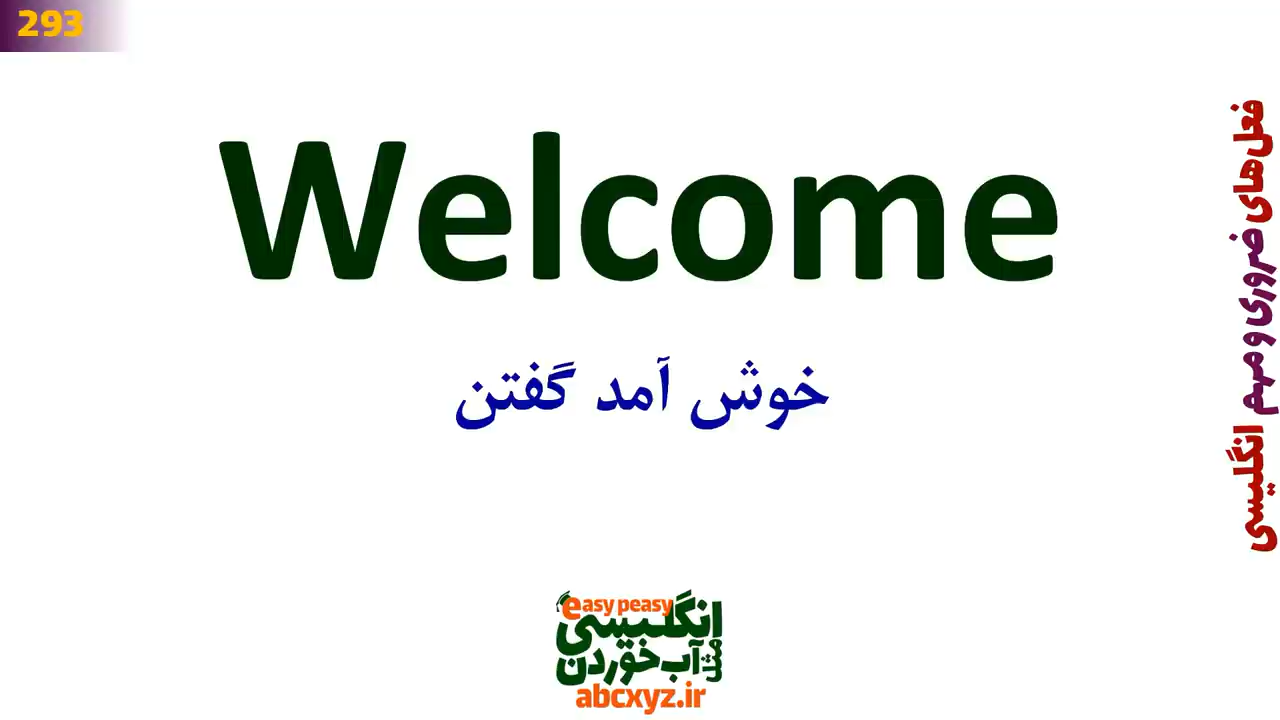 293
Welcome
خوش آمد گفتن
فعل‌های ضروری و مهم انگلیسی
easy peasy
انگلیسی
مثل آب خوردن
abcxyz.ir